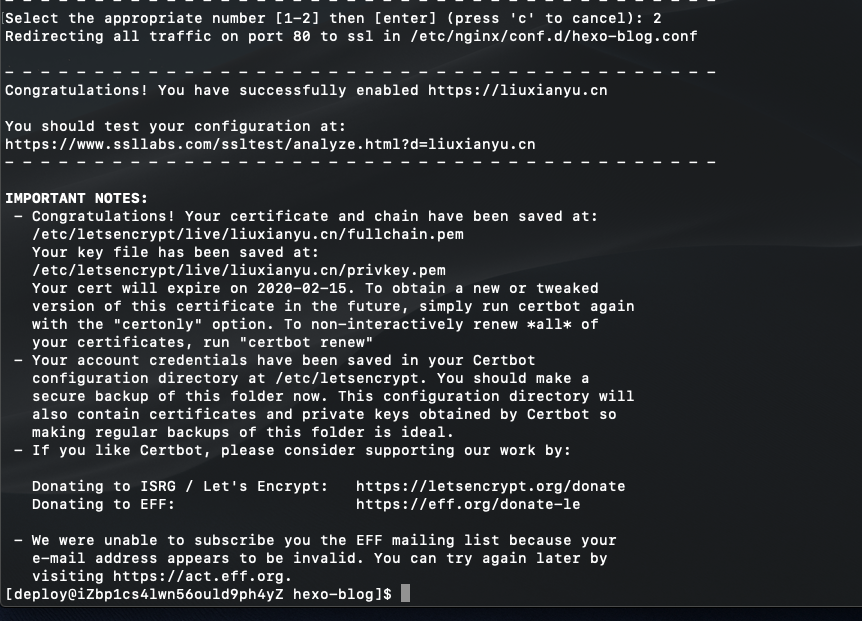 - - - - - - - - - - - - - - - - - - - - - - - - - - - - - - - - - - - - - - - -
Select the appropriate number [1-2] then [enter] (press 'c' to cancel): 2
Redirecting all traffic on port 80 to ssl in /etc/nginx/conf.d/hexo-blog.conf
- - - - - - - - - - - - - - - - - - - - - - - - - - - - - - - - - - - - - - - -
Congratulations! You have successfully enabled https://liuxianyu.cn
You should test your configuration at:
https://www.ssllabs.com/ssltest/analyze.html?d=liuxianyu.cn
- - - - - - - - - - - - - - - - - - - - - - - - - - - - - - - - - - - - - - - -
IMPORTANT NOTES:
- Congratulations! Your certificate and chain have been saved at:
/etc/letsencrypt/live/liuxianyu.cn/fullchain.pem
Your key file has been saved at:
/etc/letsencrypt/live/liuxianyu.cn/privkey.pem
Your cert will expire on 2020-02-15. To obtain a new or tweaked
version of this certificate in the future, simply run certbot again
with the "certonly" option. To non-interactively renew *all* of
your certificates, run "certbot renew"
- Your account credentials have been saved in your Certbot
configuration directory at /etc/letsencrypt. You should make a
secure backup of this folder now. This configuration directory will
also contain certificates and private keys obtained by Certbot so
making regular backups of this folder is ideal.
- If you like Certbot, please consider supporting our work by:
Donating to ISRG / Let's Encrypt:   https://letsencrypt.org/donate
Donating to EFF:                    https://eff.org/donate-le
- We were unable to subscribe you the EFF mailing list because your
e-mail address appears to be invalid. You can try again later by
visiting https://act.eff.org.
[deploy@iZbp1cs4lwn56ould9ph4yZ hexo-blog]$